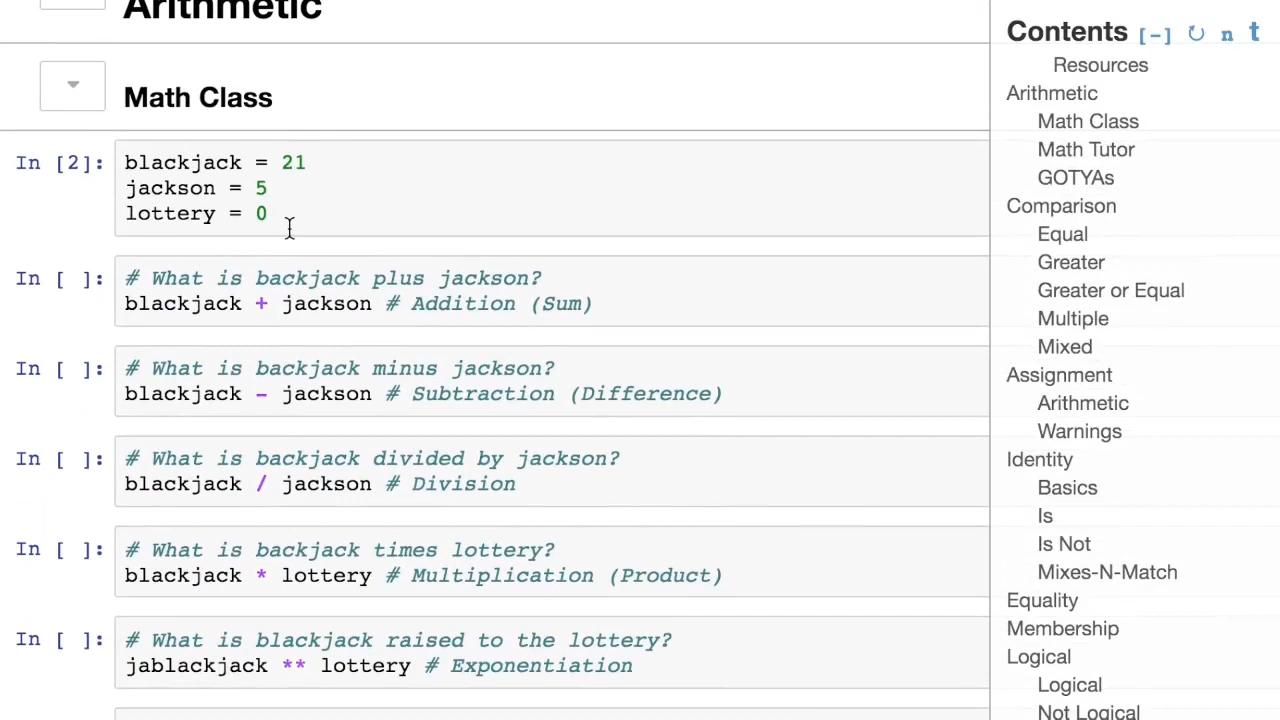 Arithmetic
Math Class
In [2]:
blackjack = 21
jackson = 5
lottery = 0
In [ ]:
# What is backjack plus jackson?
blackjack + jackson # Addition (Sum)
In [ ]:
# What is backjack minus jackson?
blackjack - jackson # Subtraction (Difference)
In [ ]:
# What is backjack divided by jackson?
blackjack / jackson # Division
In [ ]:
# What is backjack times lottery?
blackjack * lottery # Multiplication (Product)
In [ ]:
# What is blackjack raised to the lottery?
jablackjack ** lottery # Exponentiation
Contents [-] ↻ n t
Resources
Arithmetic
Math Class
Math Tutor
GOTYAs
Comparison
Equal
Greater
Greater or Equal
Multiple
Mixed
Assignment
Arithmetic
Warnings
Identity
Basics
Is
Is Not
Mixes-N-Match
Equality
Membership
Logical
Logical
Not Logical